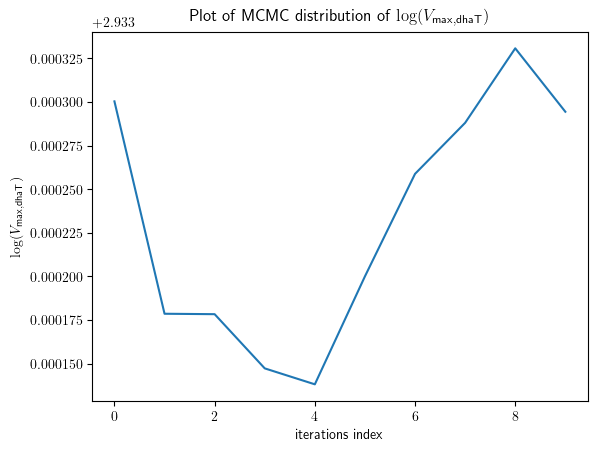 Plot of MCMC distribution of log(V_max,dhaT)
+2.933
0.000325
0.000300
0.000275
0.000250
0.000225
0.000200
0.000175
0.000150
log(V_max,dhaT)
0 2 4 6 8
iterations index